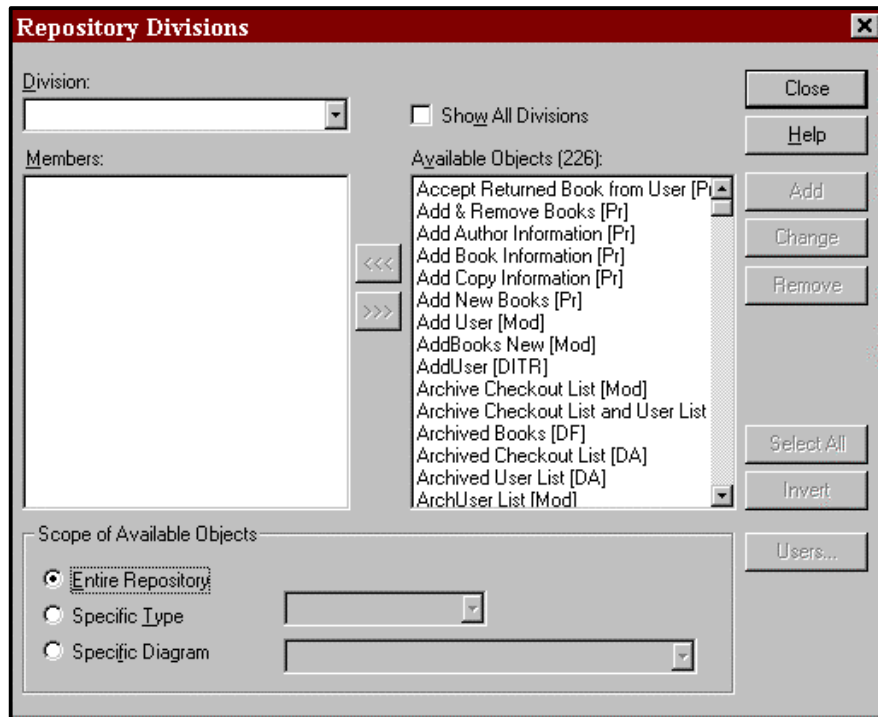 Repository Divisions
Division:
Show All Divisions
Close
Help
Members:
Available Objects (226):
Accept Returned Book from User [Pr
Add & Remove Books [Pr]
Add Author Information [Pr]
Add Book Information [Pr]
Add Copy Information [Pr]
Add New Books [Pr]
Add User [Mod]
AddBooks New [Mod]
AddUser [DITR]
Archive Checkout List [Mod]
Archive Checkout List and User List
Archived Books [DF]
Archived Checkout List [DA]
Archived User List [DA]
ArchUser List [Mod]
<<<
>>>
Add
Change
Remove
Select All
Invert
Users...
Scope of Available Objects
Entire Repository
Specific Type
Specific Diagram